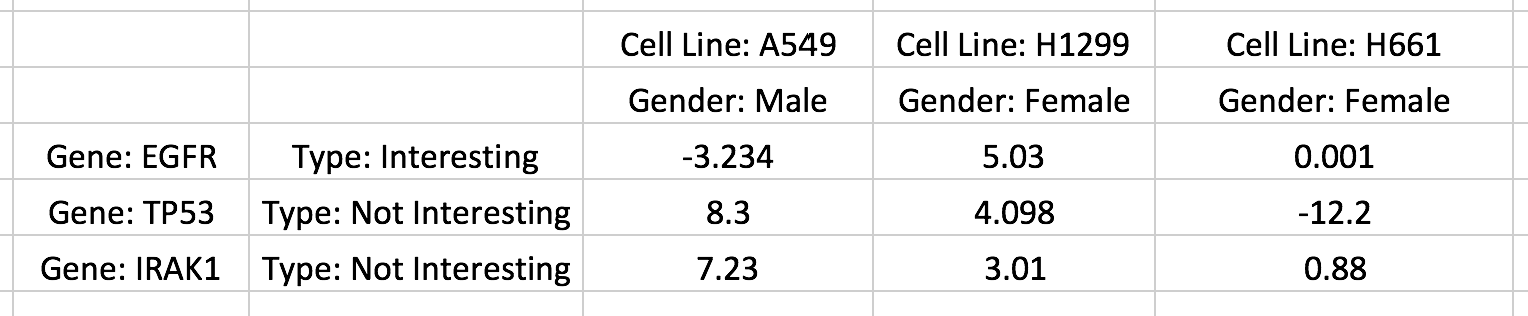 Cell Line: A549 Cell Line: H1299 Cell Line: H661
Gender: Male Gender: Female Gender: Female
Gene: EGFR Type: Interesting -3.234 5.03 0.001
Gene: TP53 Type: Not Interesting 8.3 4.098 -12.2
Gene: IRAK1 Type: Not Interesting 7.23 3.01 0.88